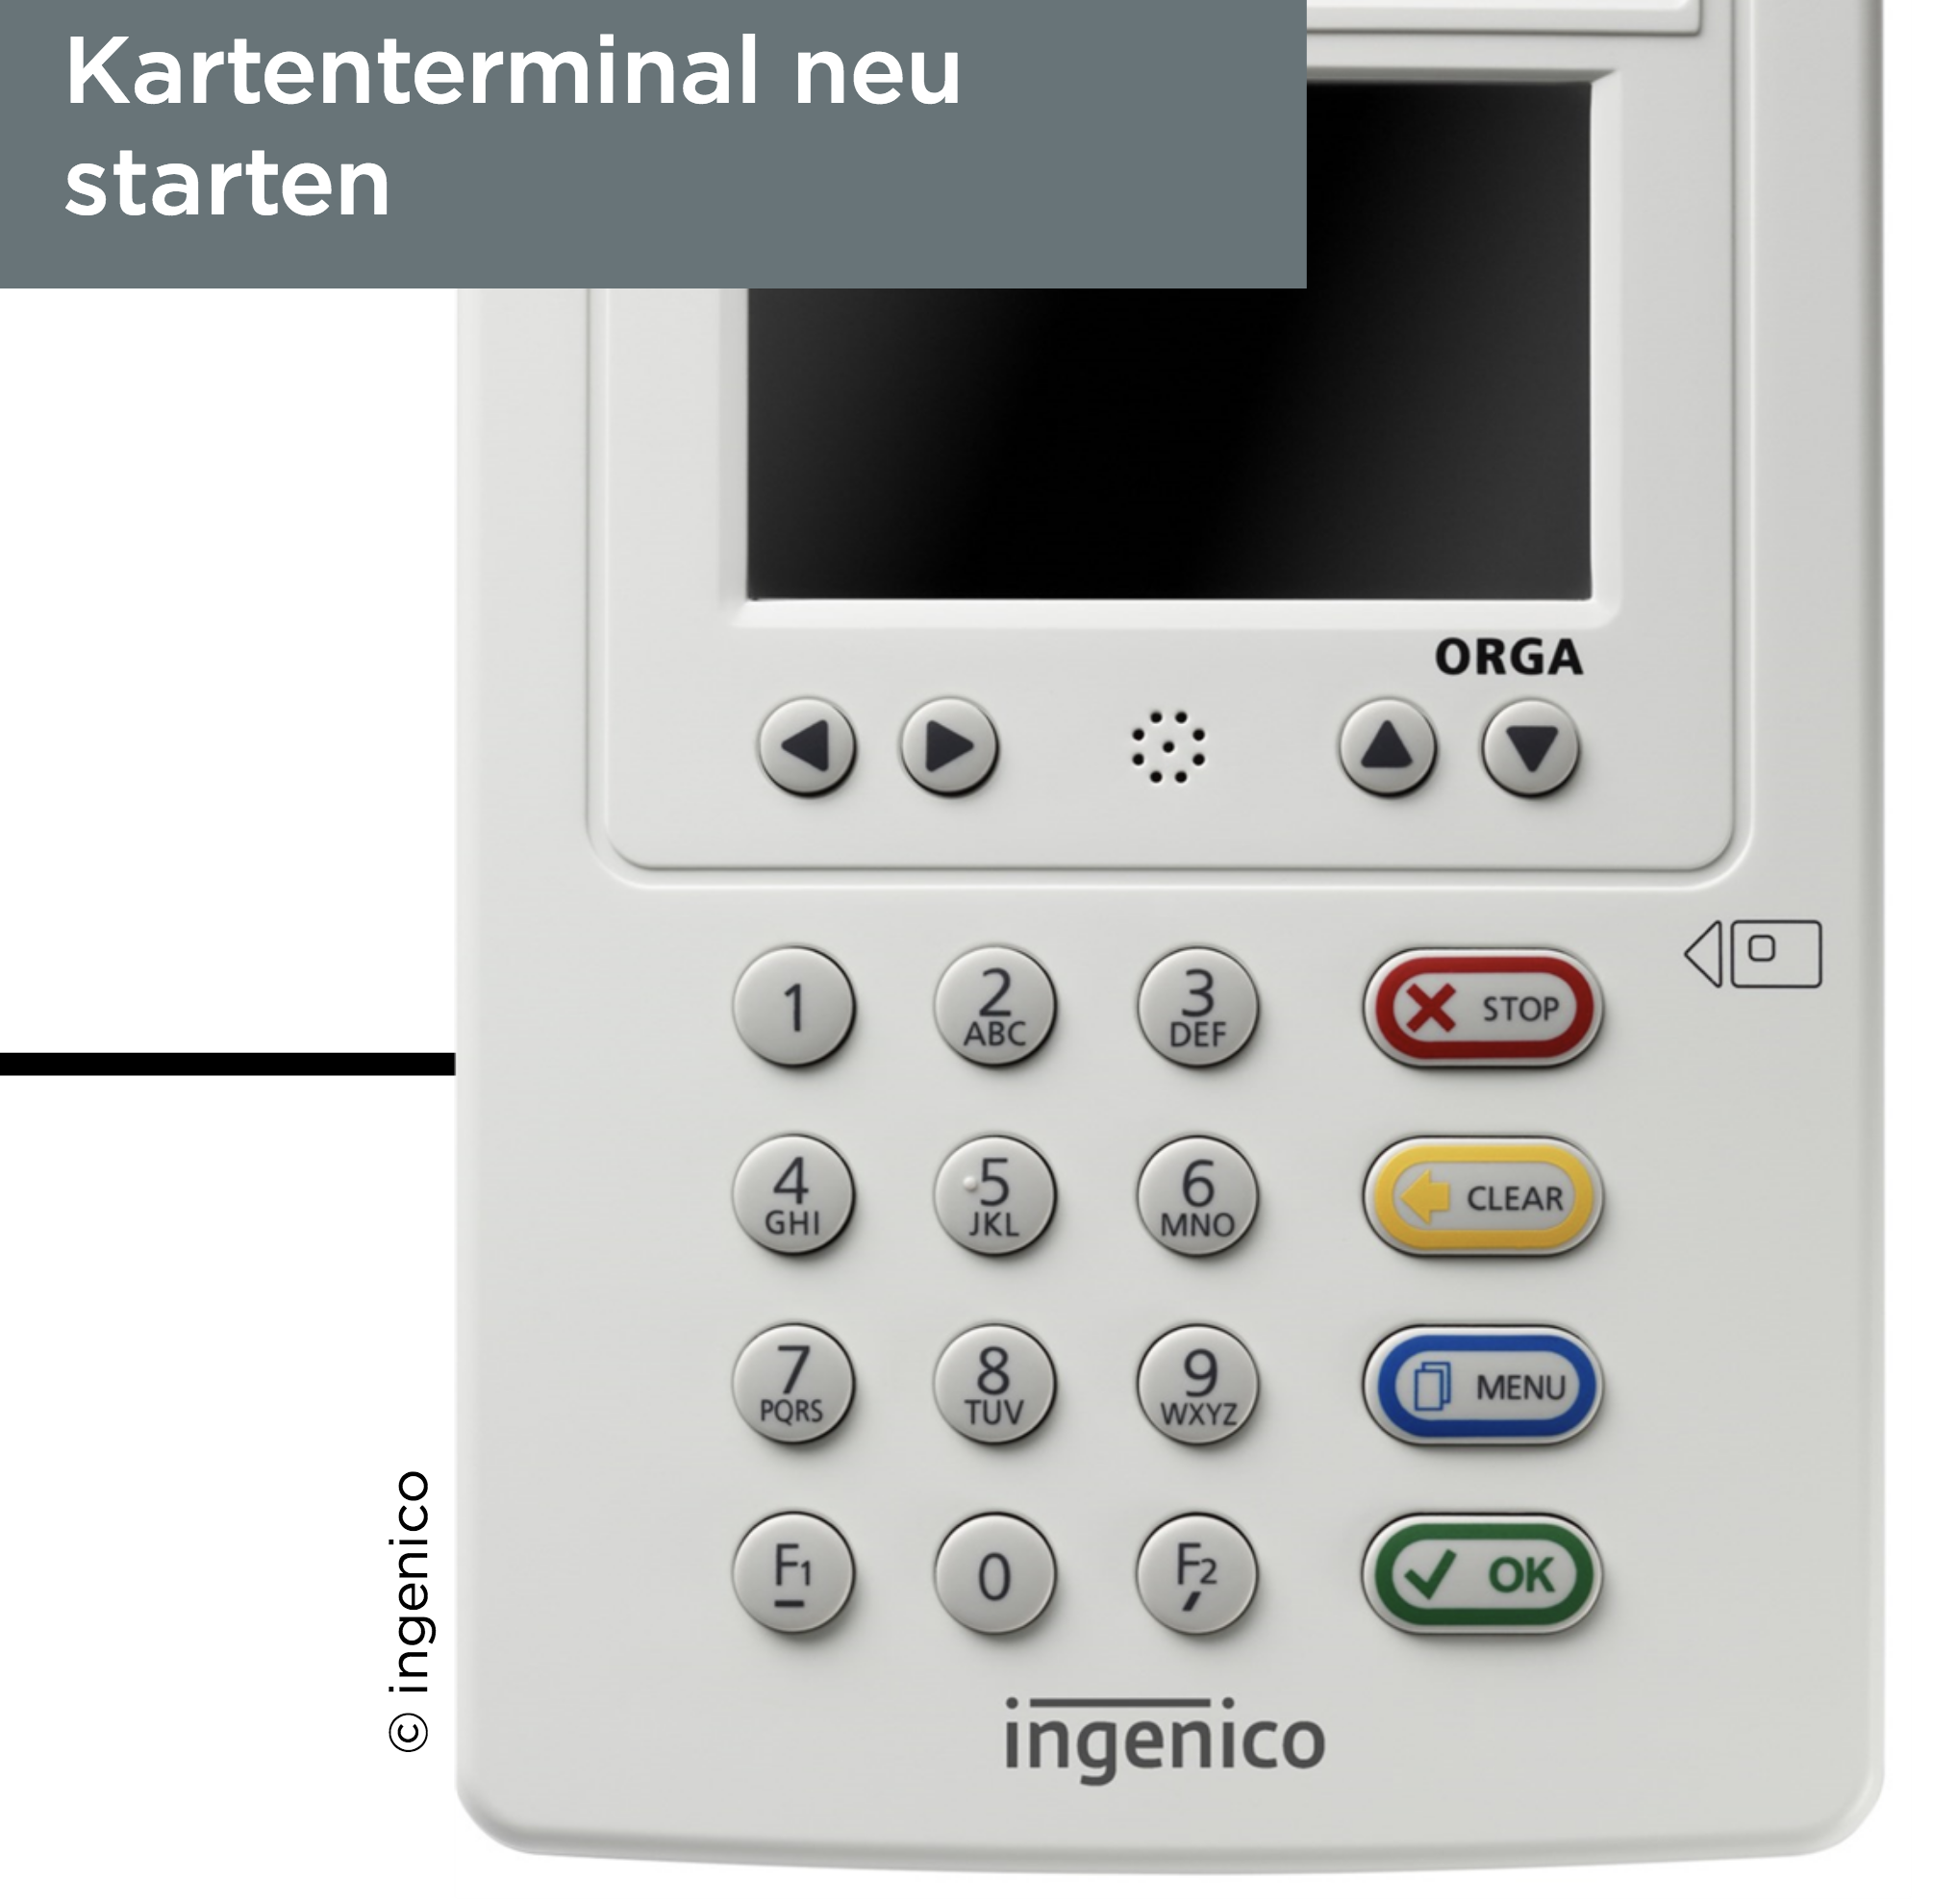 Kartenterminal neu
starten
ORGA
1
2
ABC
3
DEF
STOP
4
GHI
5
JKL
6
MNO
CLEAR
7
PQRS
8
TUV
9
WXYZ
MENU
F1
0
F2
,
OK
ingenico
© ingenico